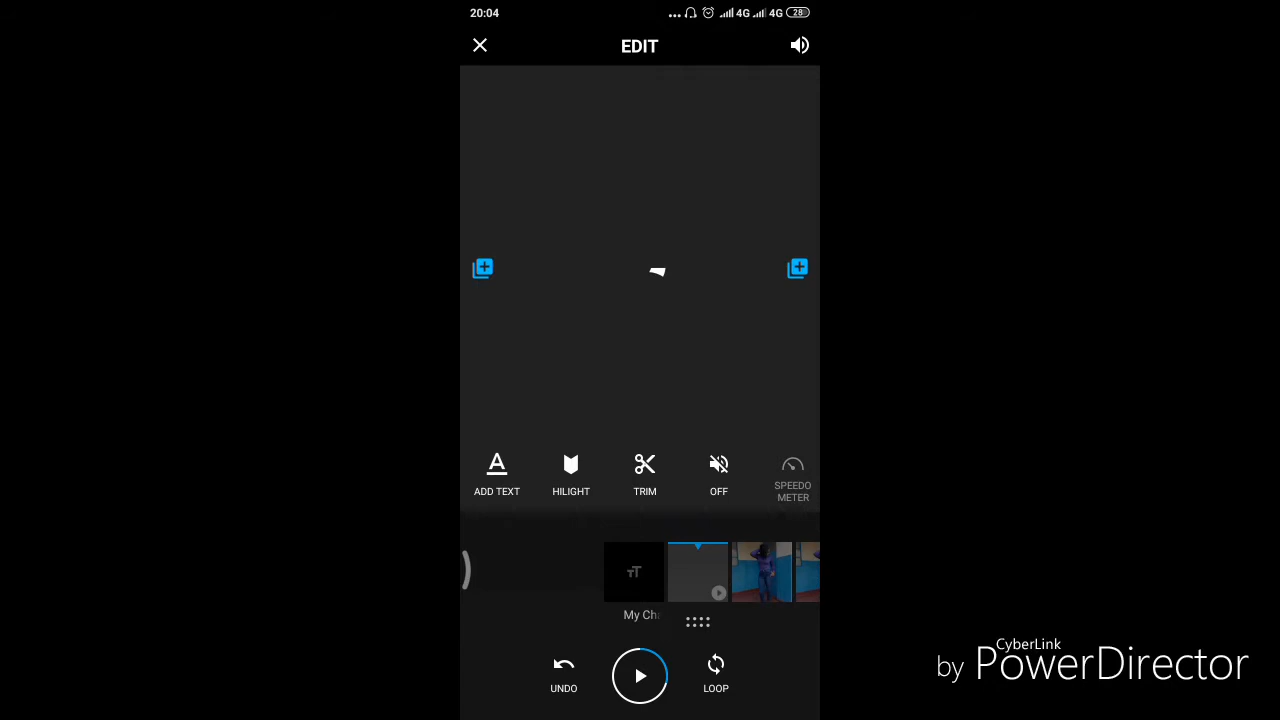 20:04
4G 4G 28
EDIT
ADD TEXT
HILIGHT
TRIM
OFF
SPEEDO
METER
TT
My Ch
UNDO
LOOP
CyberLink
by PowerDirector